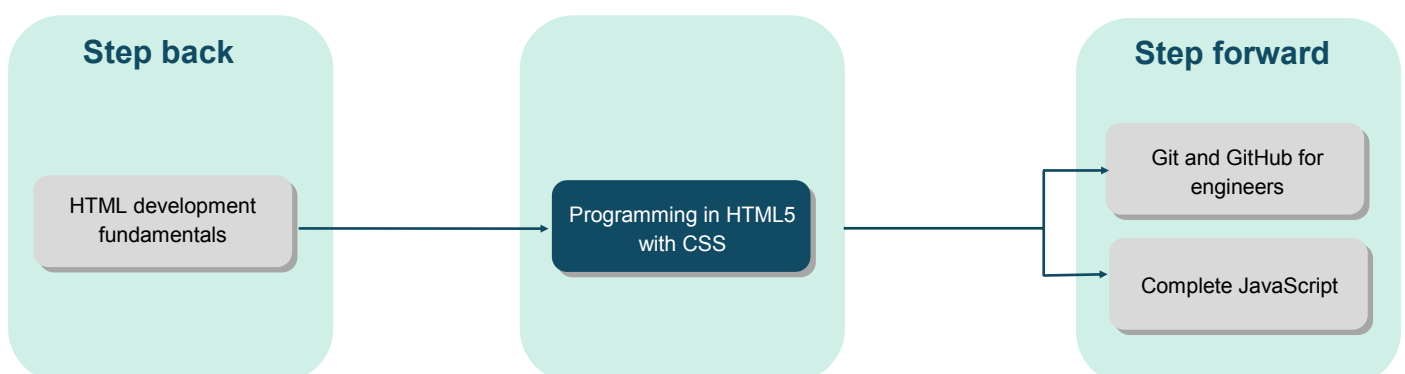 Step back
HTML development
fundamentals
Programming in HTML5
with CSS
Step forward
Git and GitHub for
engineers
Complete JavaScript